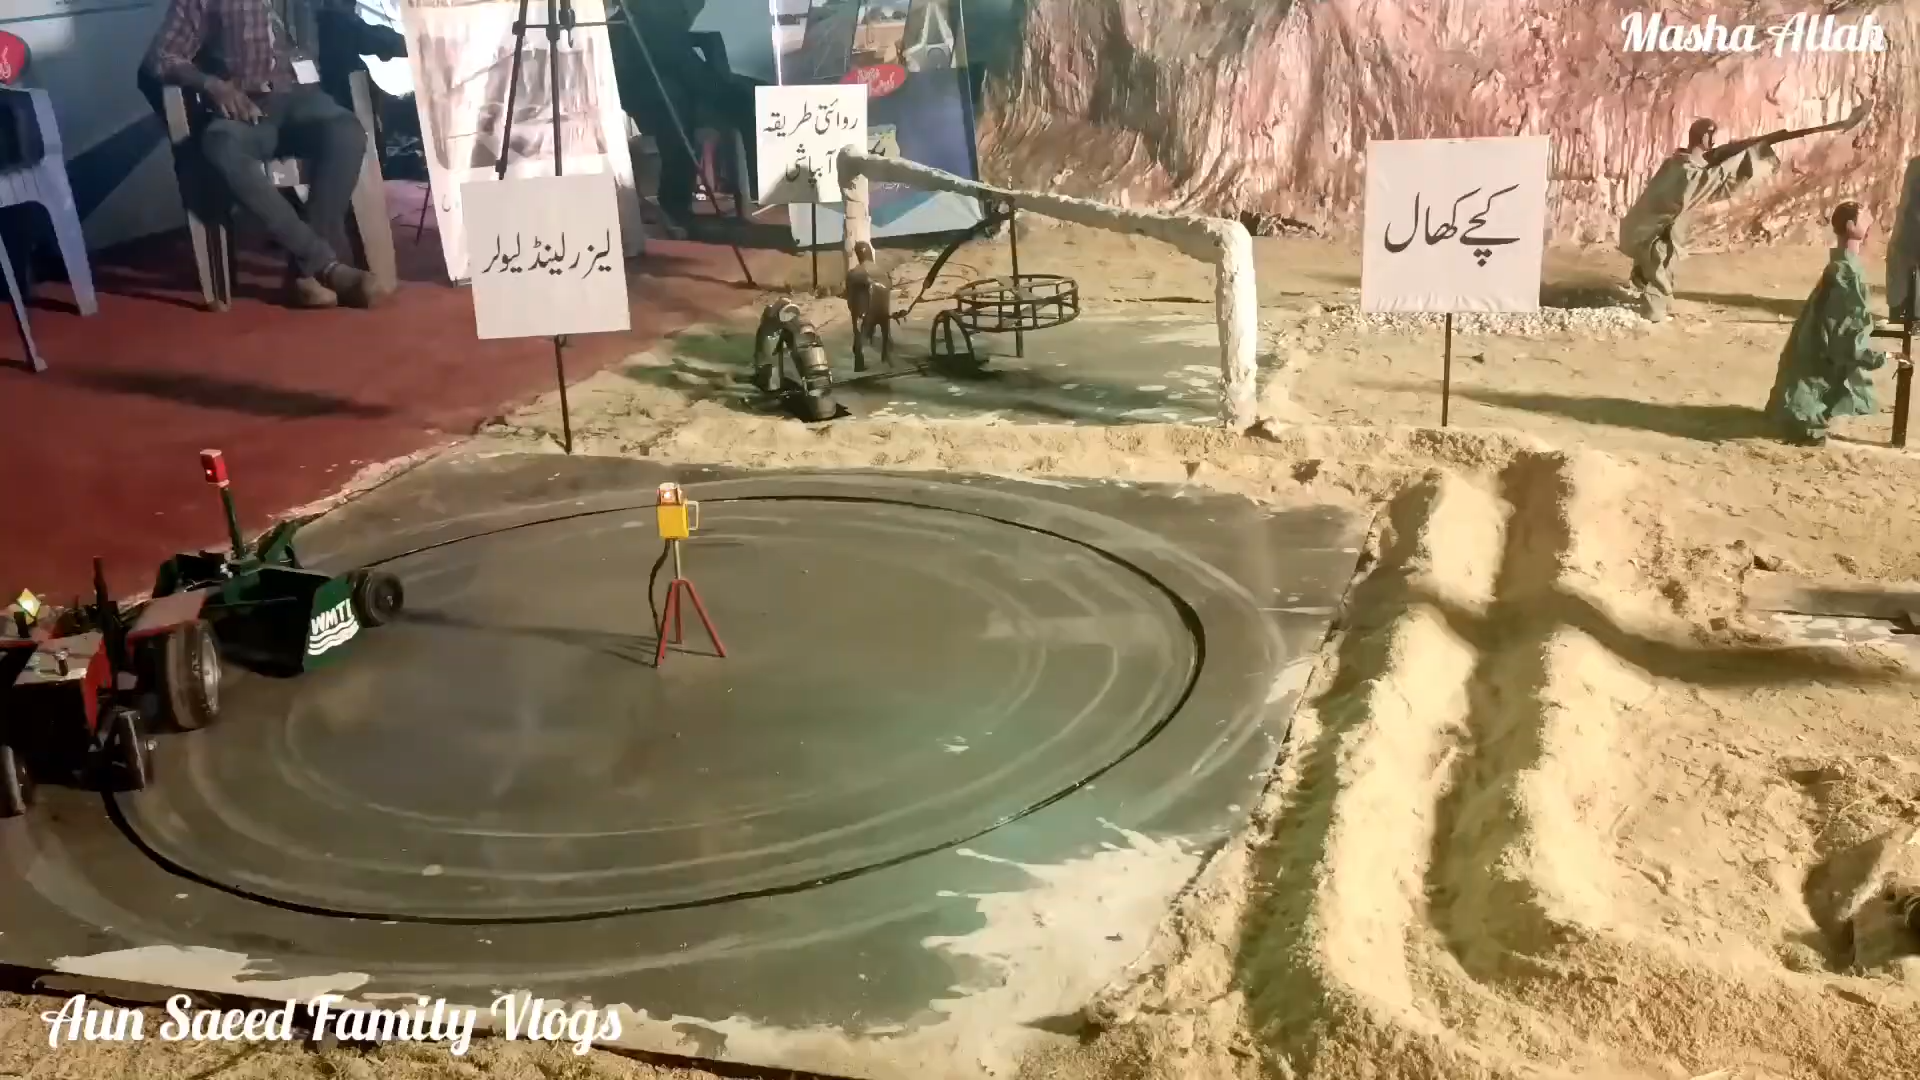 Masha Allah
روائتی طریقہ
آبپاشی
کچے کھال
لیزر لینڈ لیولر
WMTI
Aun Saeed Family Vlogs